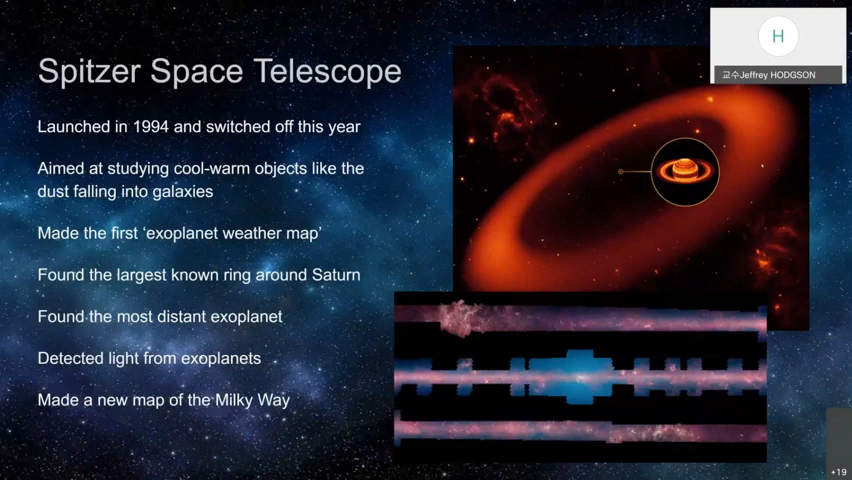 H
교수Jeffrey HODGSON
Spitzer Space Telescope
Launched in 1994 and switched off this year
Aimed at studying cool-warm objects like the
dust falling into galaxies
Made the first ‘exoplanet weather map’
Found the largest known ring around Saturn
Found the most distant exoplanet
Detected light from exoplanets
Made a new map of the Milky Way
+19